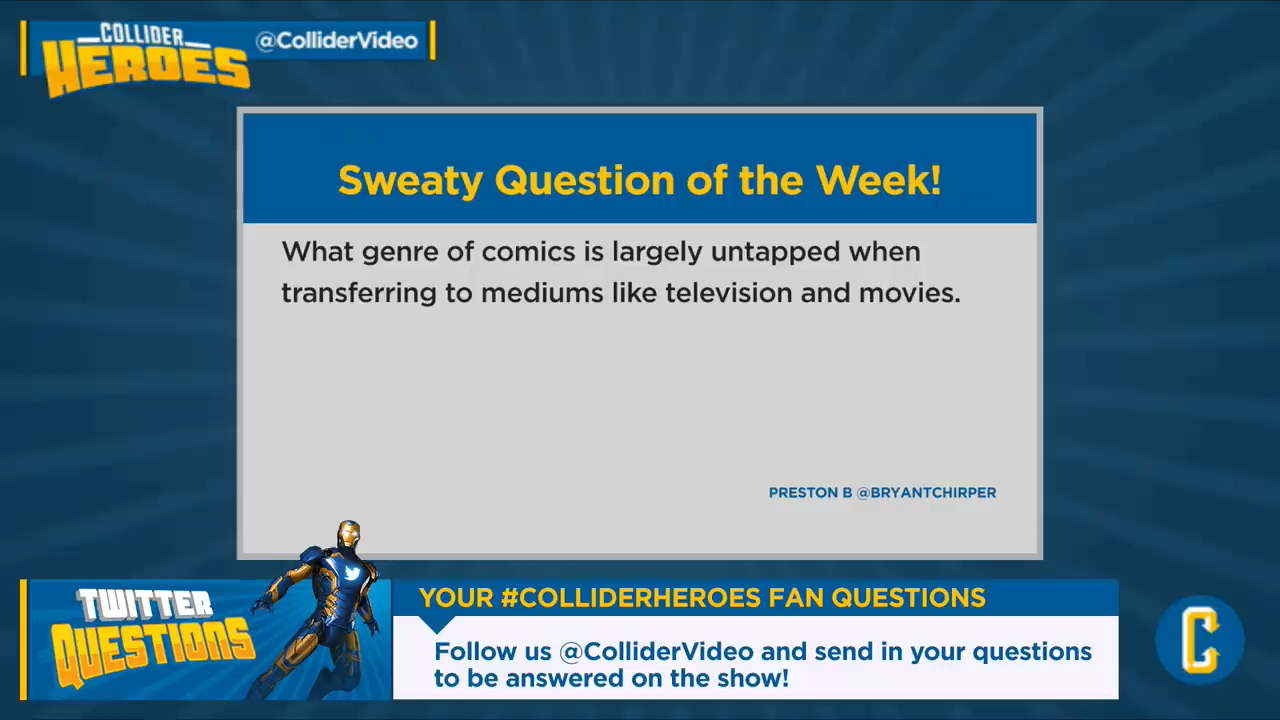 COLLIDER
HEROES
@ColliderVideo
Sweaty Question of the Week!
What genre of comics is largely untapped when
transferring to mediums like television and movies.
PRESTON B @BRYANTCHIRPER
TWITTER
QUESTIONS
YOUR #COLLIDERHEROES FAN QUESTIONS
Follow us @ColliderVideo and send in your questions
to be answered on the show!
C